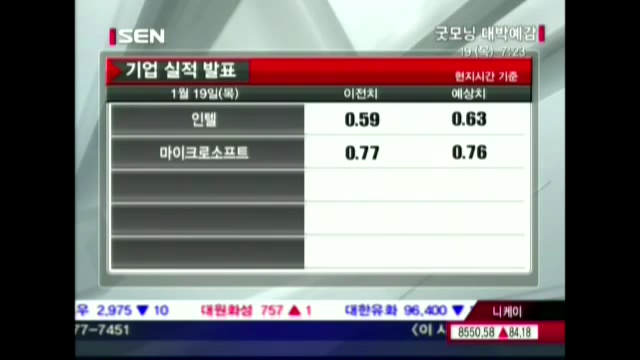 SEN
굿모닝 대박예감
19 (목) 7:23
기업 실적 발표
현지시간 기준
1월 19일(목) 이전치 예상치
인텔 0.59 0.63
마이크로소프트 0.77 0.76
우 2,975 ▼ 10 대원화성 757 ▲ 1 대한유화 96,400 ▼
니케이
77-7451 <이 시
8550,58 ▲84,18